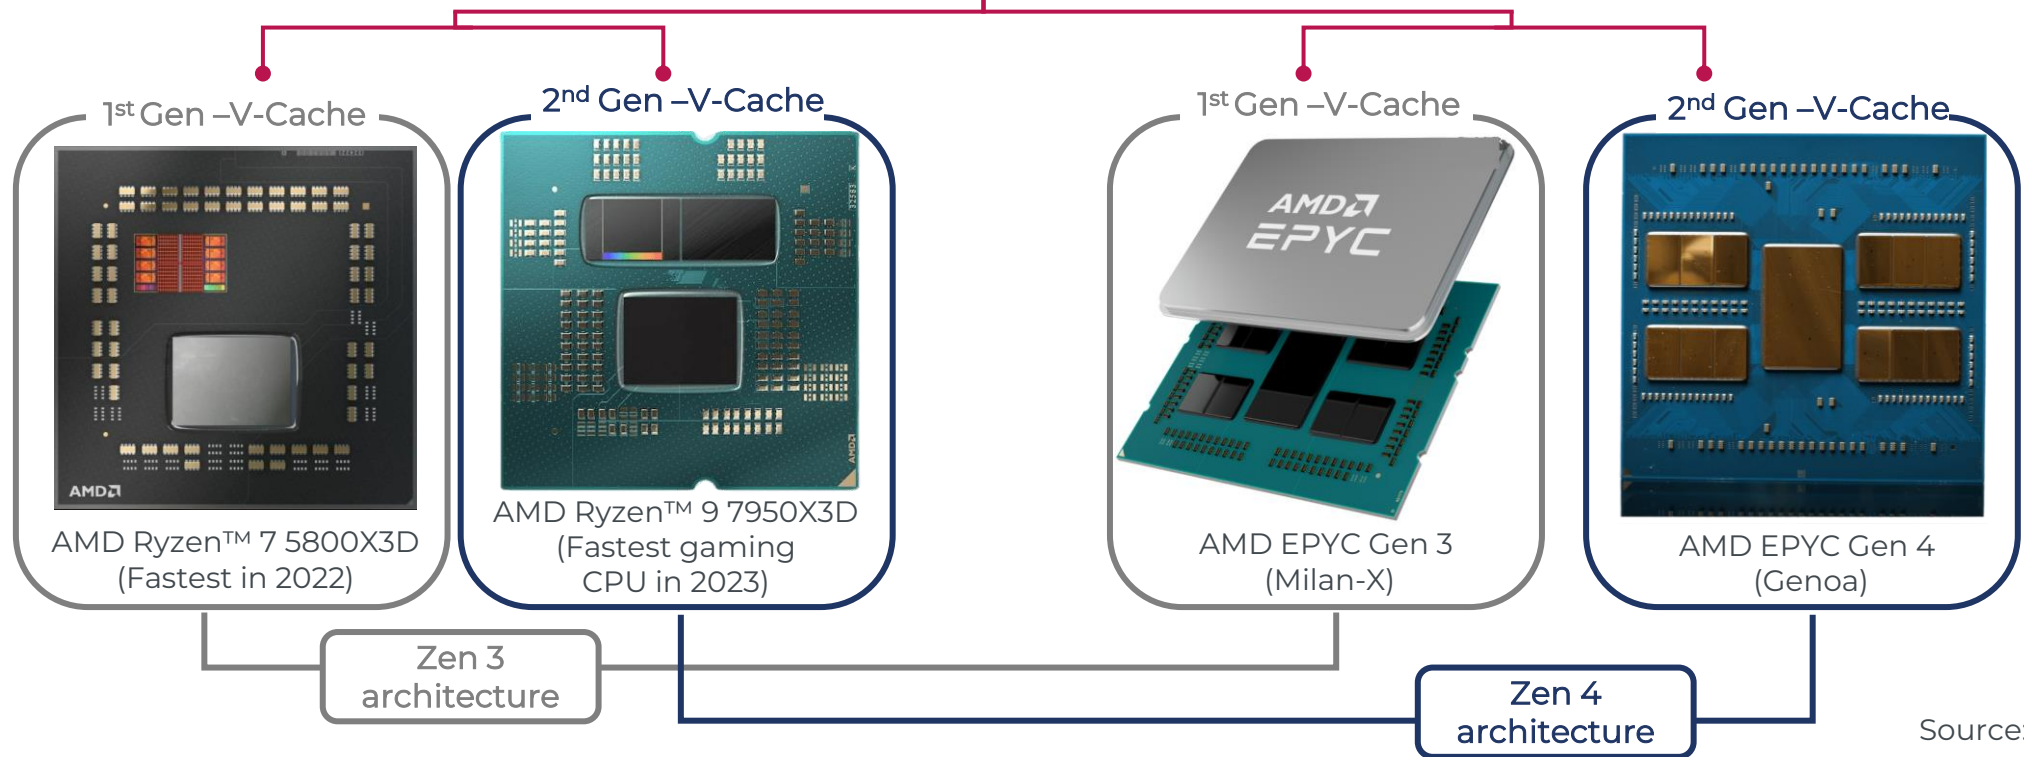 1st Gen –V-Cache
2nd Gen –V-Cache
1st Gen –V-Cache
2nd Gen –V-Cache
AMD
AMD
AMD
EPYC
AMD Ryzen™ 7 5800X3D
(Fastest in 2022)
AMD Ryzen™ 9 7950X3D
(Fastest gaming
CPU in 2023)
AMD EPYC Gen 3
(Milan-X)
AMD EPYC Gen 4
(Genoa)
Zen 3
architecture
Zen 4
architecture
Source: